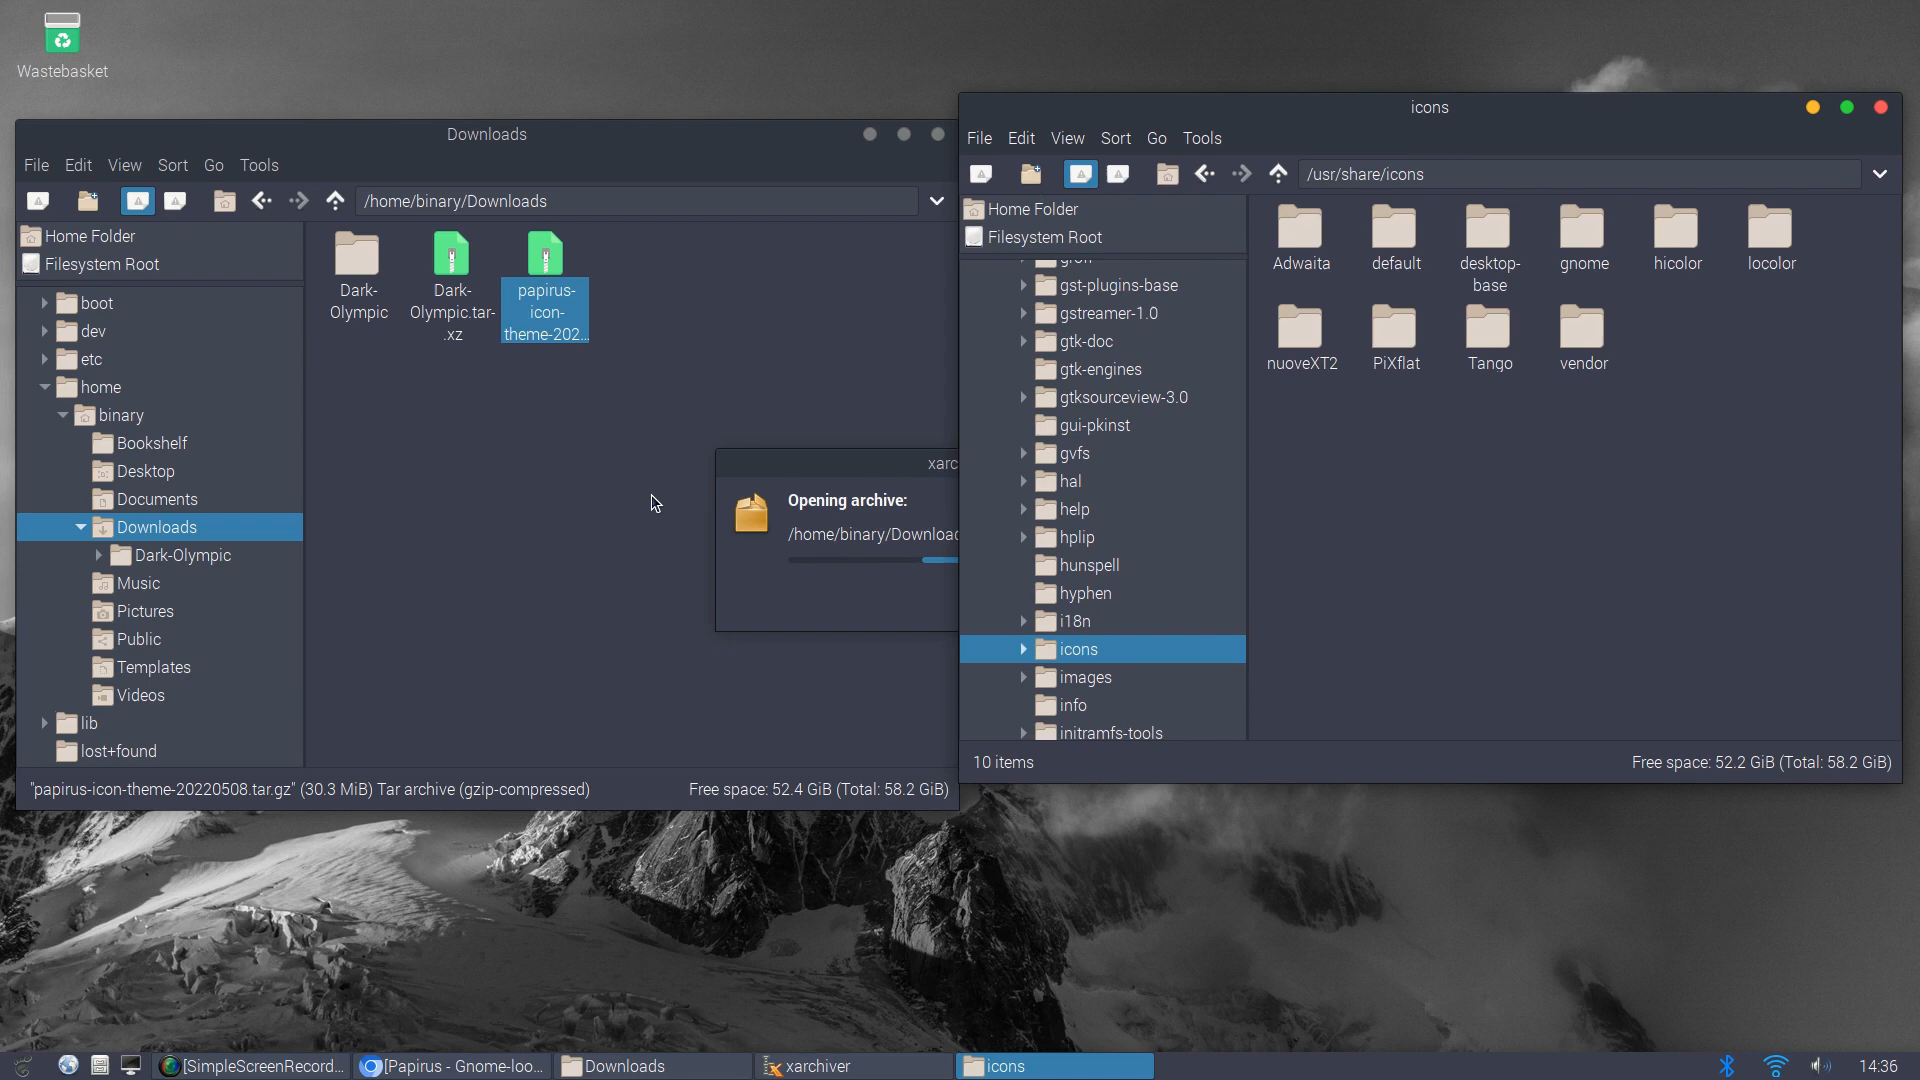 Wastebasket
Downloads
File Edit View Sort Go Tools
/home/binary/Downloads
Home Folder
Filesystem Root
boot
dev
etc
home
binary
Bookshelf
Desktop
Documents
Downloads
Dark-Olympic
Music
Pictures
Public
Templates
Videos
lib
lost+found
Dark-
Olympic
Dark-
Olympic.tar-
.xz
papirus-
icon-
theme-202...
"papirus-icon-theme-20220508.tar.gz" (30.3 MiB) Tar archive (gzip-compressed)
Free space: 52.4 GiB (Total: 58.2 GiB)
xarc
Opening archive:
/home/binary/Downloac
icons
File Edit View Sort Go Tools
/usr/share/icons
Home Folder
Filesystem Root
groff
gst-plugins-base
gstreamer-1.0
gtk-doc
gtk-engines
gtksourceview-3.0
gui-pkinst
gvfs
hal
help
hplip
hunspell
hyphen
i18n
icons
images
info
initramfs-tools
Adwaita
default
desktop-
base
gnome
hicolor
locolor
nuoveXT2
PiXflat
Tango
vendor
10 items
Free space: 52.2 GiB (Total: 58.2 GiB)
[SimpleScreenRecord...
[Papirus - Gnome-loo...
Downloads
xarchiver
icons
14:36